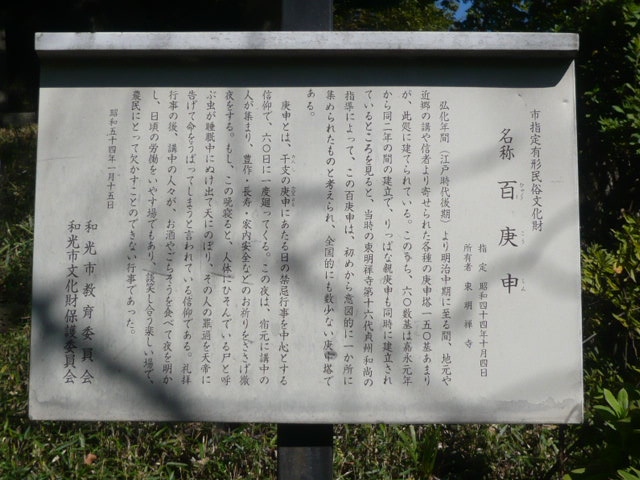 市指定有形民俗文化財
名称 百庚申
ひゃく こう しん
指定 昭和四十四年十月四日
所有者 東明禅寺
弘化年間(江戸時代後期)より明治中期に至る間、地元や
近郷の講や信者より寄せられた各種の庚申塔一五〇基あまり
が、此処に建てられている。このうち、六〇数基は嘉永元年
から同二年の間の建立で、りっぱな親庚申も同時に建立され
ているところを見ると、当時の東明禅寺第十六代 州和尚の
指導によって、この百庚申は、初めから意図的に一か所に
集められたものと考えられ、全国的にも数少ない庚申塔で
ある。
庚申とは、干支の庚申にあたる日の禁忌行事を中心とする
かのえさる
信仰で、六〇日に一度廻ってくる。この夜は、宿元に講中の
人が集まり、豊作・長寿・家内安全などのお祈りをささげ徹
夜をする。もし、この晩寝ると、人体にひそんでいる尸と呼
ぶ虫が睡眠中にぬけ出て天にのぼり、その人の罪過を天帝に
告げて命をうばってしまうと言われている信仰である。礼拝
行事の後、講中の人々が、お酒やごちそうを食べて夜を明か
し、日頃の労働をいやす場でもあり、談笑し合う楽しい場で、
農民にとって欠かすことのできない行事であった。
昭和五十四年一月十五日
和光市教育委員会
和光市文化財保護委員会